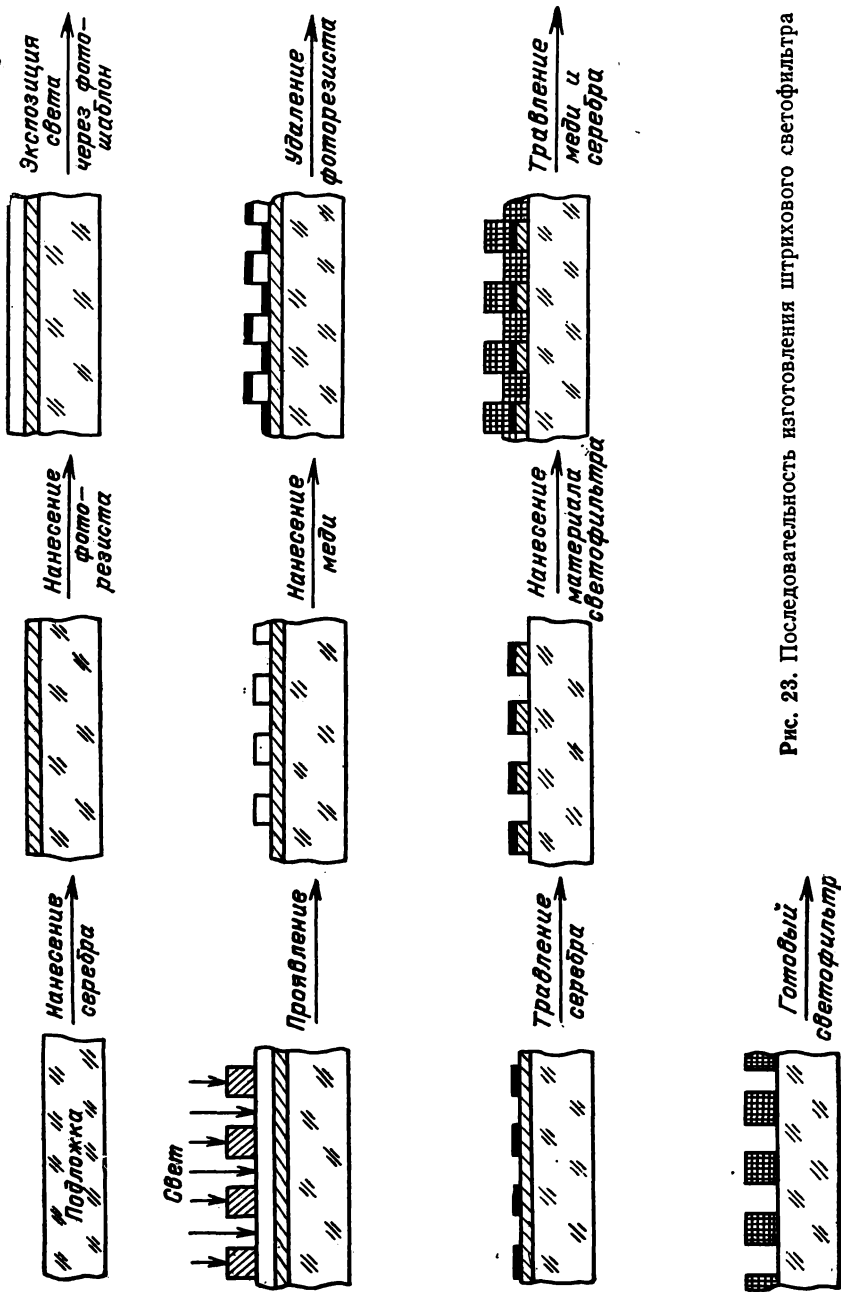 Подложка
Нанесение
серебра
Нанесение
фото-
резиста
Экспозиция
света
через фото-
шаблон
Свет
Проявление
Нанесение
меди
Удаление
фоторезиста
Травление
серебра
Нанесение
материала
светофильтра
Травление
меди и
серебра
Готовый
светофильтр
Рис. 23. Последовательность изготовления штрихового светофильтра